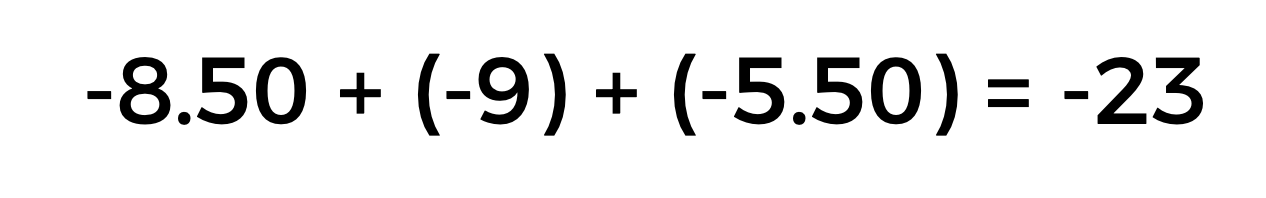 -8.50 + (-9) + (-5.50) = -23